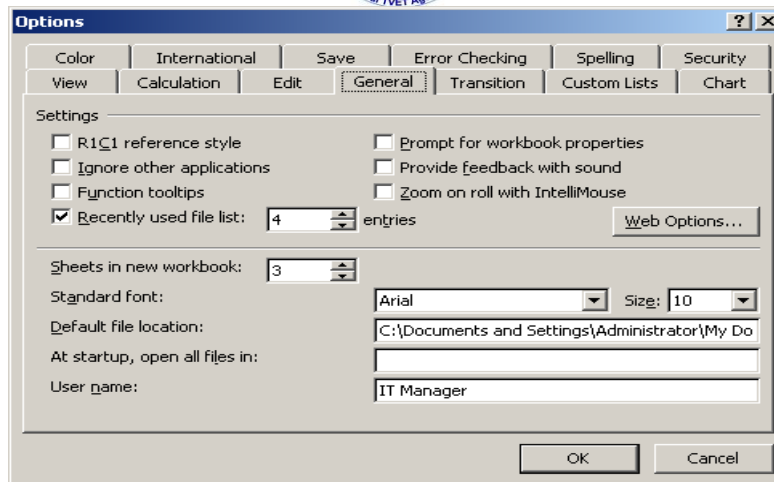 TVET Ag
Options
Color International Save Error Checking Spelling Security
View Calculation Edit General Transition Custom Lists Chart
Settings
R1C1 reference style Prompt for workbook properties
Ignore other applications Provide feedback with sound
Function tooltips Zoom on roll with IntelliMouse
Recently used file list: 4 entries Web Options...
Sheets in new workbook: 3
Standard font: Arial Size: 10
Default file location: C:\Documents and Settings\Administrator\My Do
At startup, open all files in:
User name: IT Manager
OK Cancel